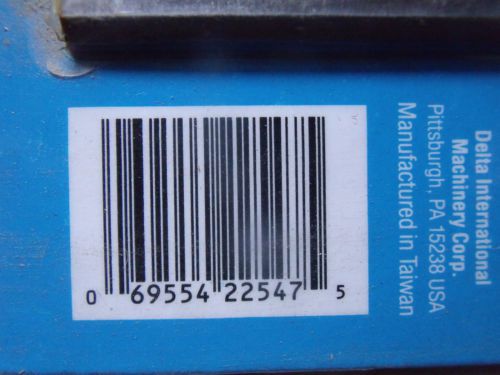 0 69554 22547 5
Delta International
Machinery Corp.
Pittsburgh, PA 15238 USA
Manufactured in Taiwan